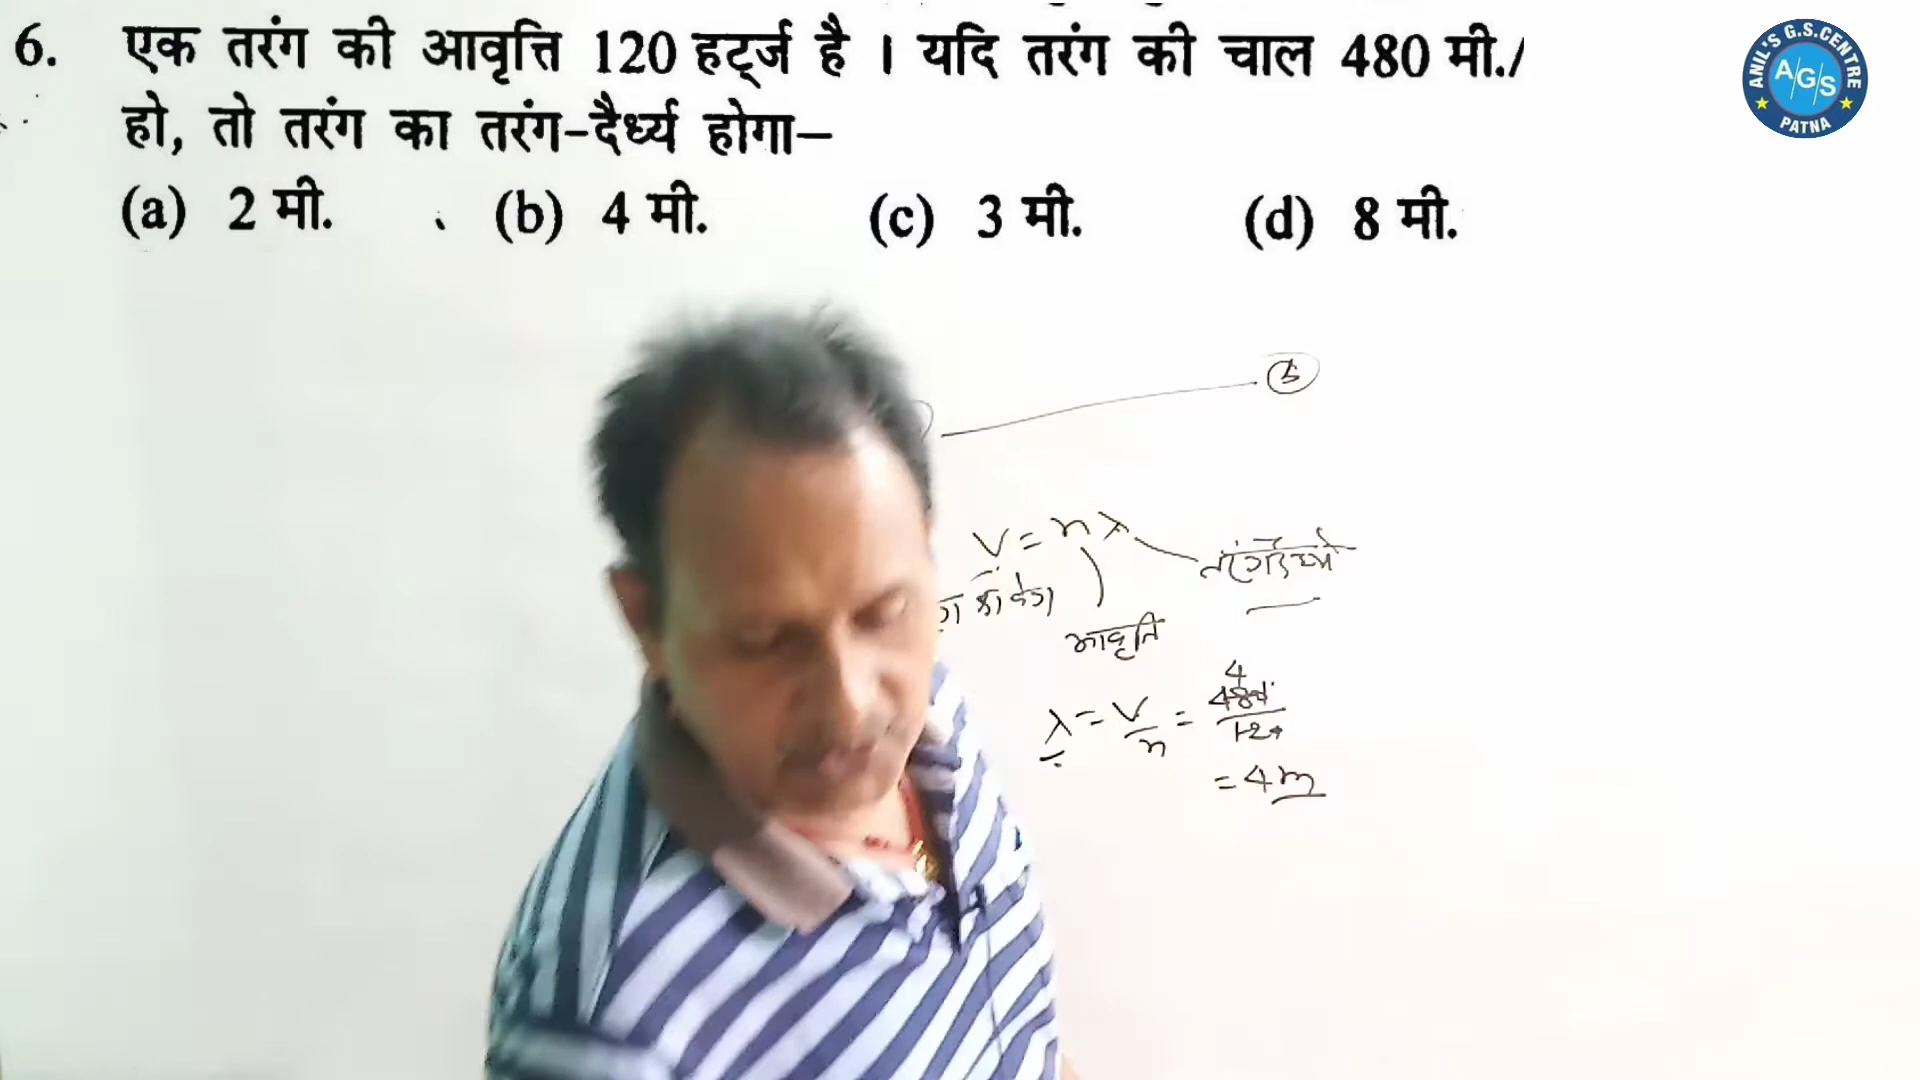 6. एक तरंग की आवृत्ति 120 हर्ट्ज है । यदि तरंग की चाल 480 मी./
हो, तो तरंग का तरंग-दैर्ध्य होगा–
(a) 2 मी. (b) 4 मी. (c) 3 मी. (d) 8 मी.
ANIL'S G.S.CENTRE
A/G/S
PATNA
V = nλ
तरंगदैर्ध्य
का वेग
आवृत्ति
λ = V/n = 480/120
4
= 4m